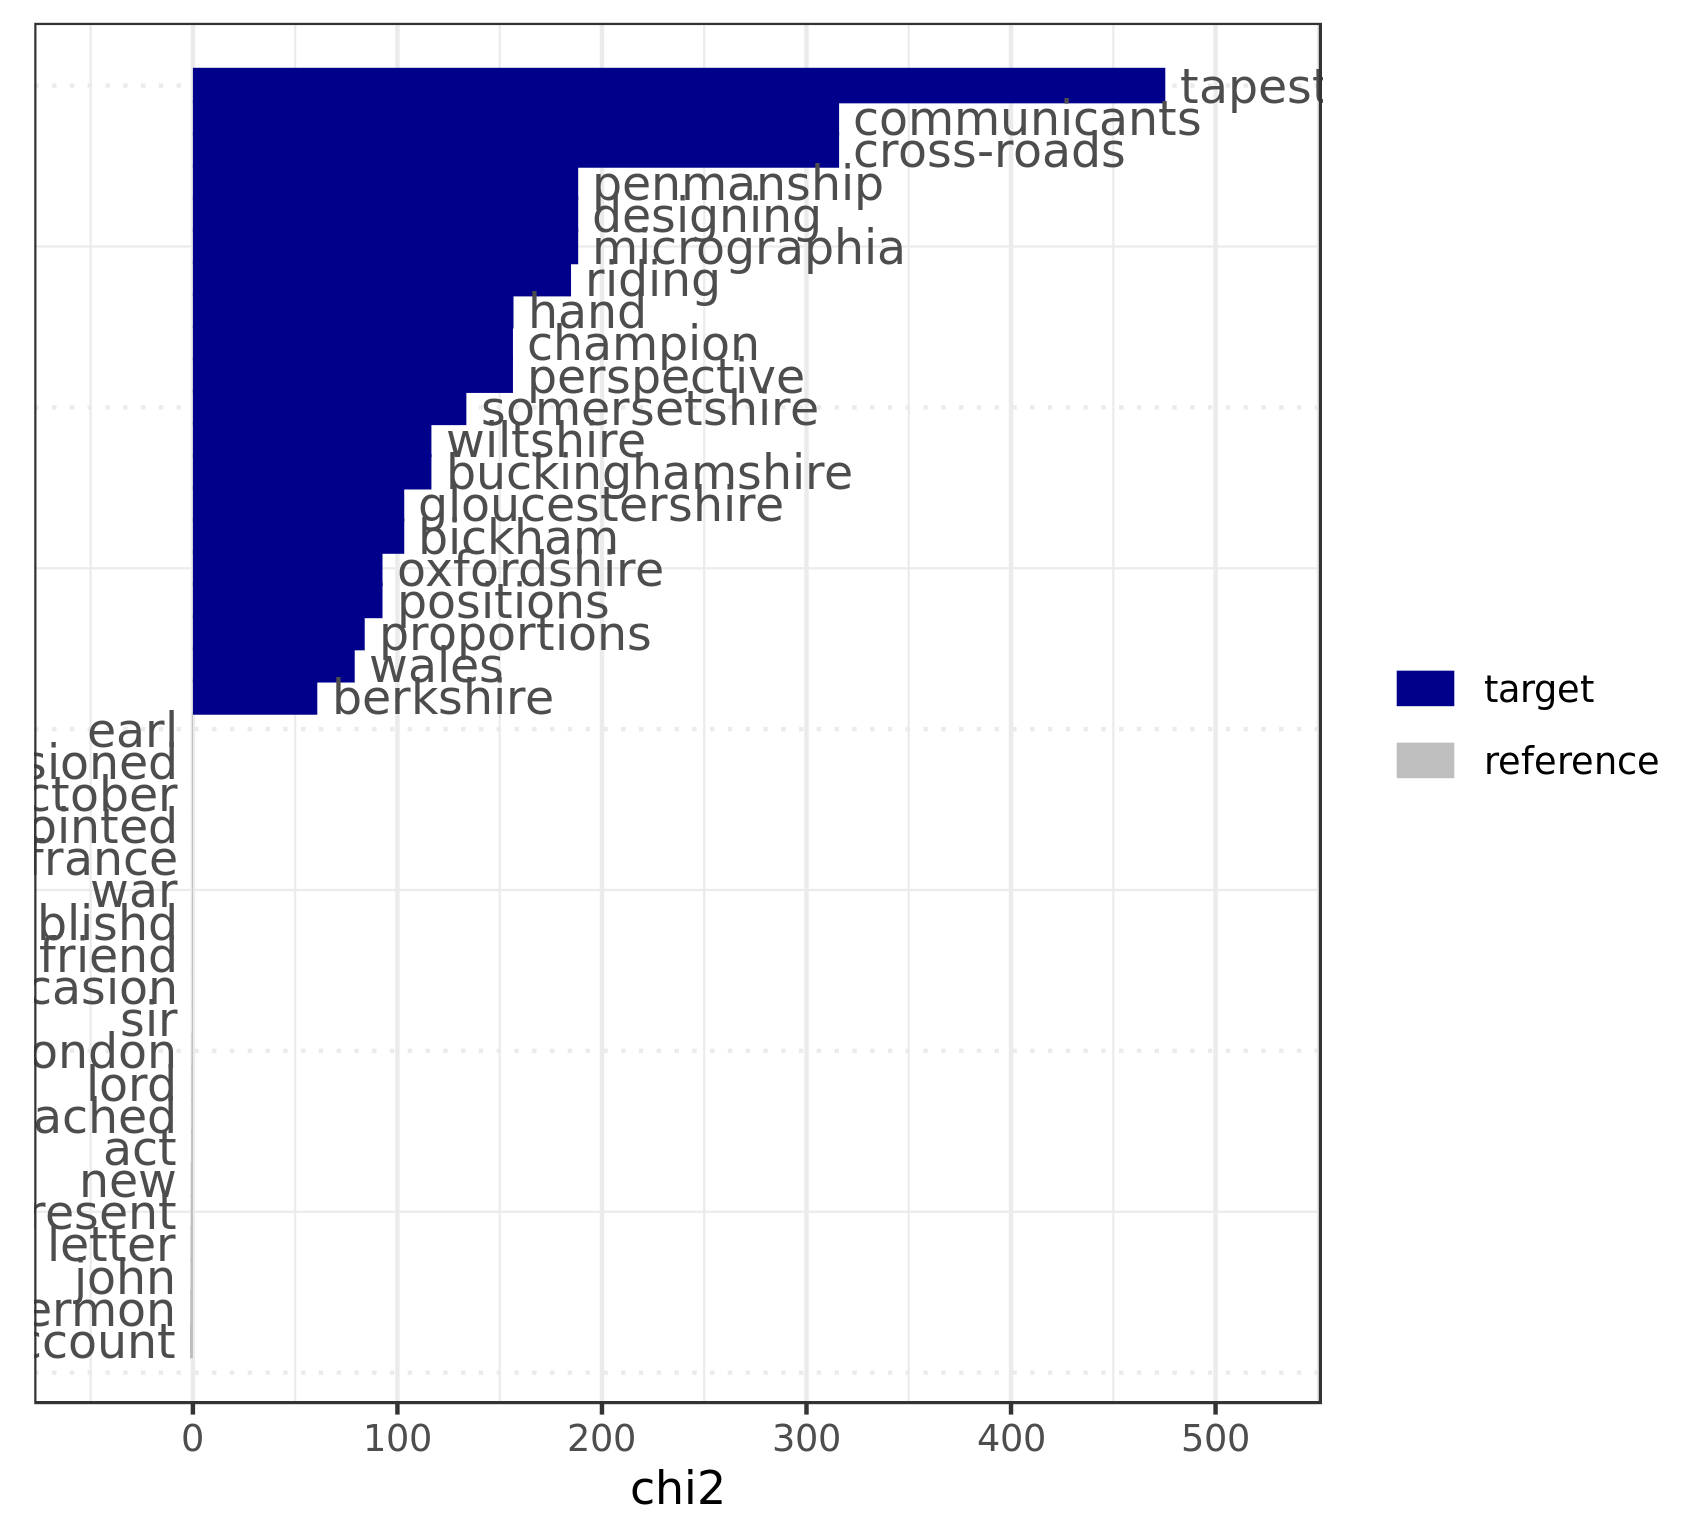 tapest
communicants
cross-roads
penmanship
designing
micrographia
riding
hand
champion
perspective
somersetshire
wiltshire
buckinghamshire
gloucestershire
bickham
oxfordshire
positions
proportions
wales
berkshire
earl
sioned
ctober
ointed
france
war
blishd
friend
casion
sir
ondon
lord
ached
act
new
resent
letter
john
ermon
ccount
0 100 200 300 400 500
chi2
target
reference